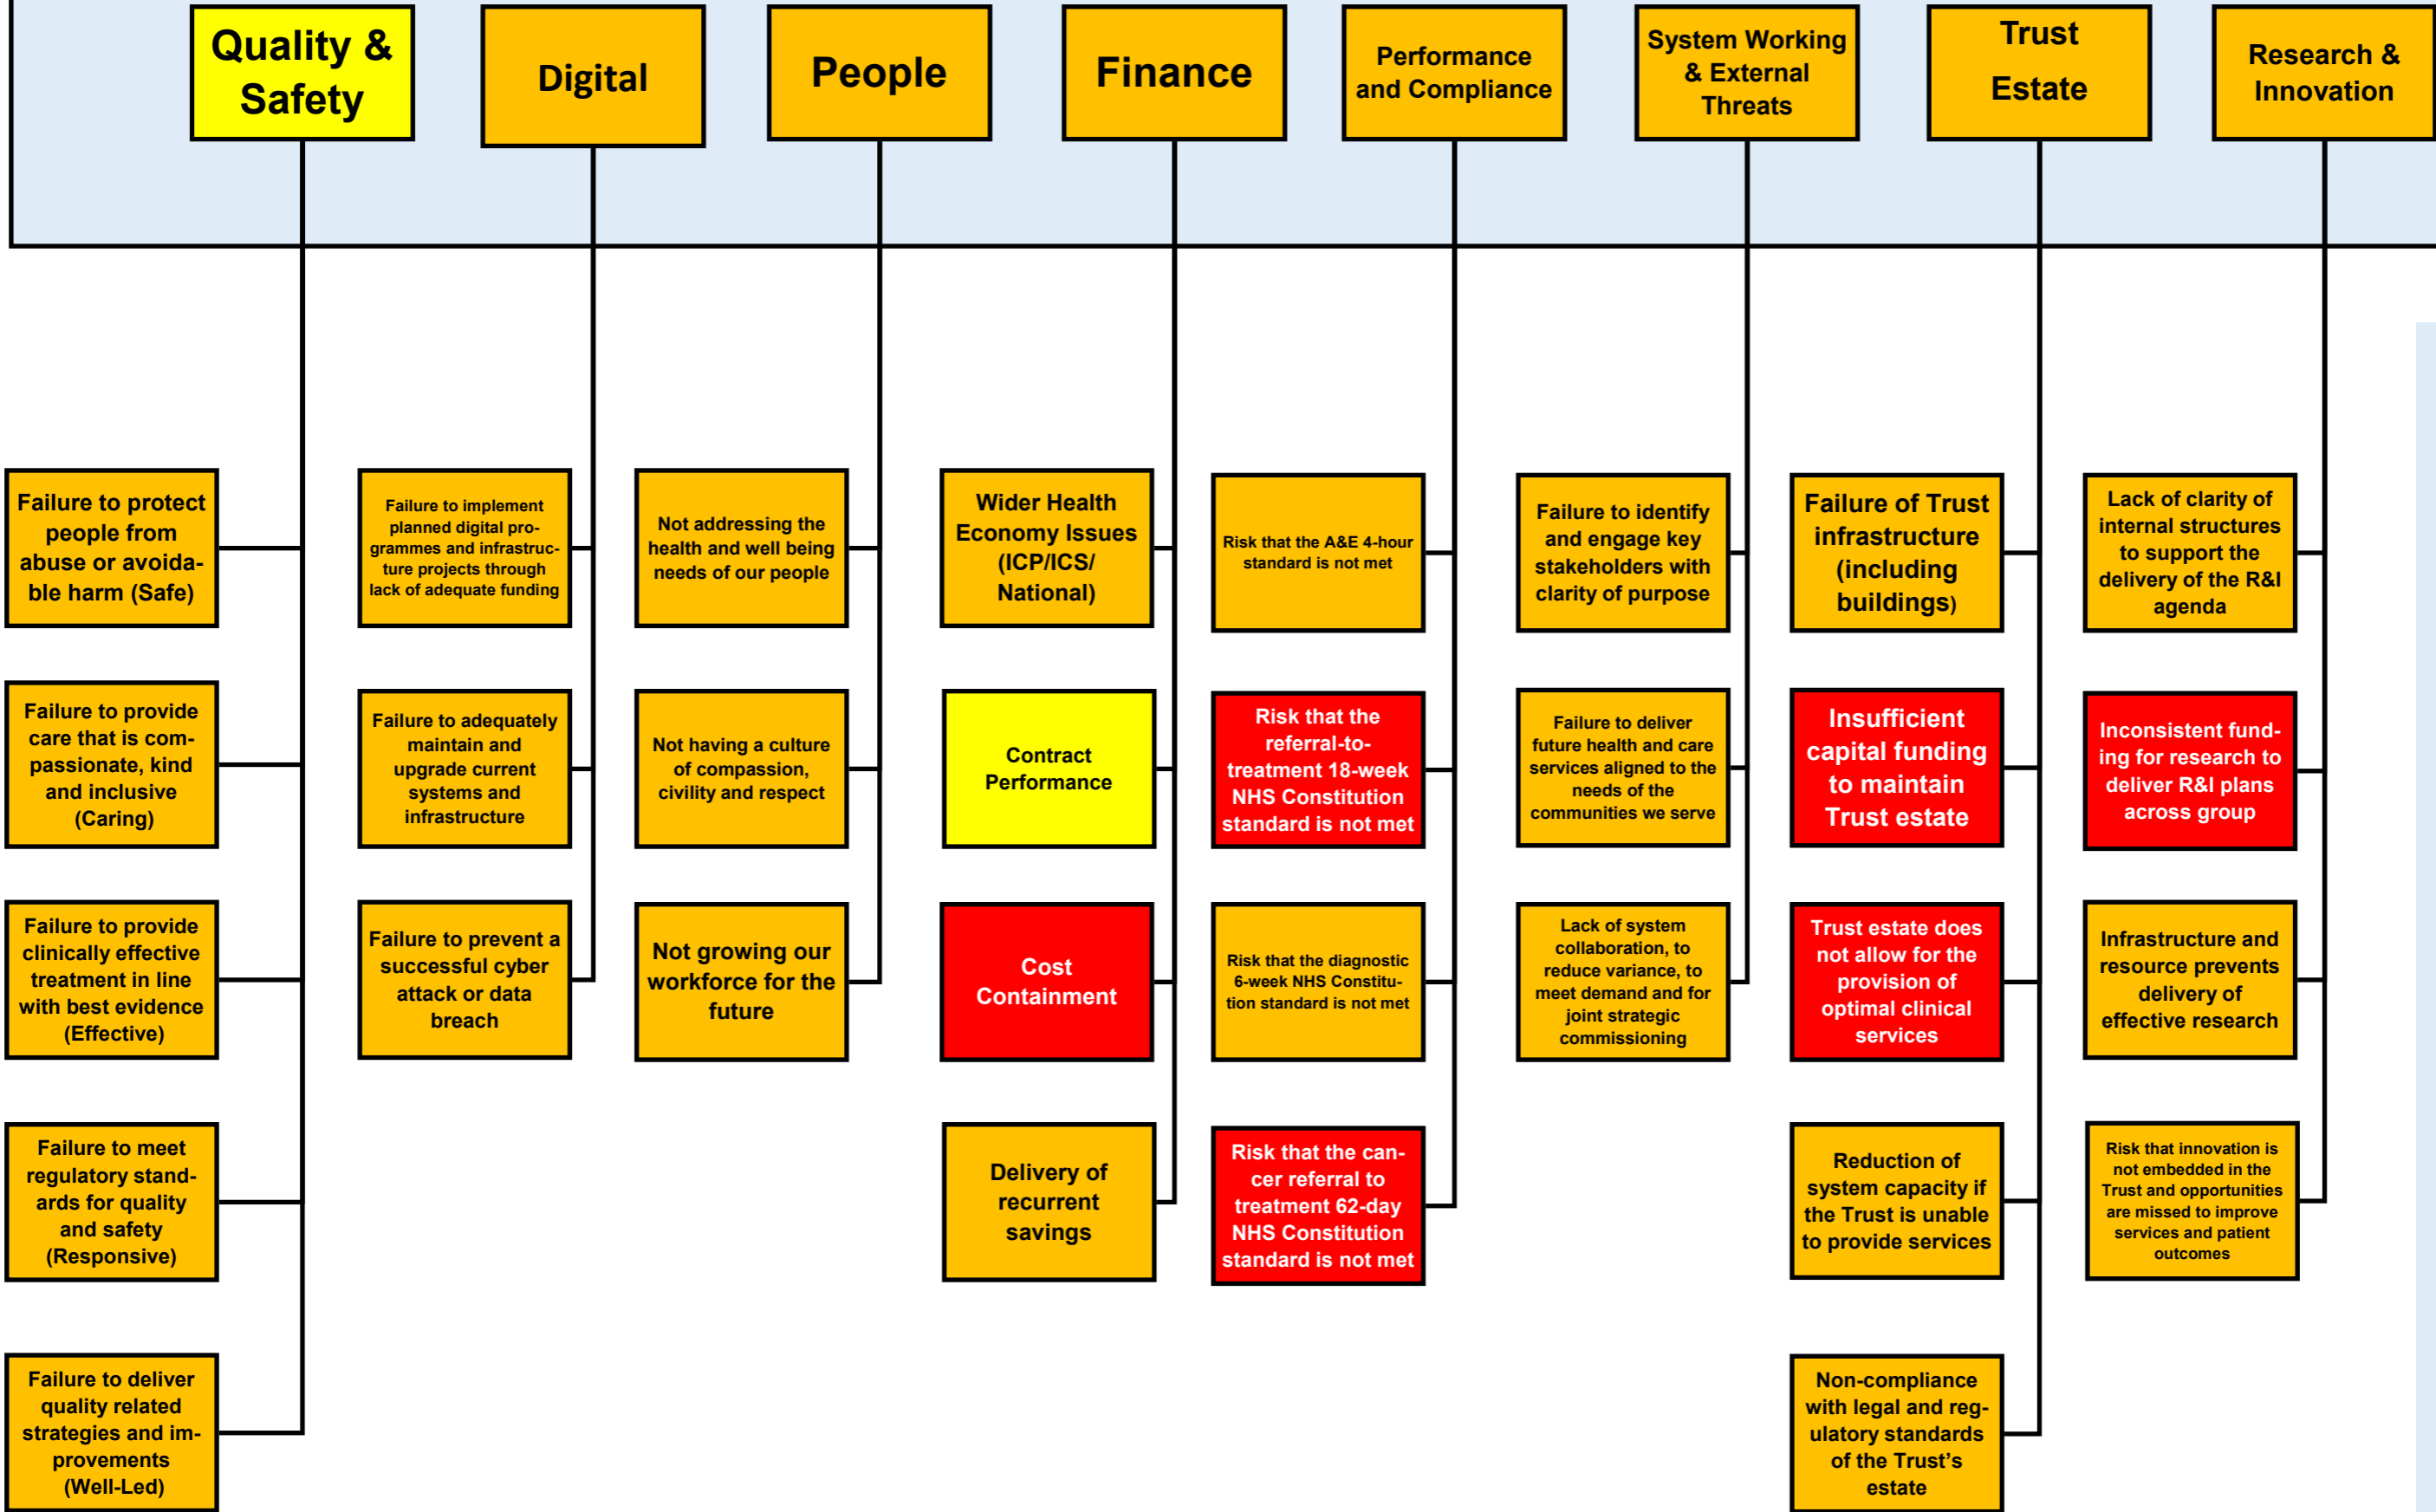 Quality &
Safety
Digital
People
Finance
Performance
and Compliance
System Working
& External
Threats
Trust
Estate
Research &
Innovation
Failure to protect
people from
abuse or avoida-
ble harm (Safe)
Failure to provide
care that is com-
passionate, kind
and inclusive
(Caring)
Failure to provide
clinically effective
treatment in line
with best evidence
(Effective)
Failure to meet
regulatory stand-
ards for quality
and safety
(Responsive)
Failure to deliver
quality related
strategies and im-
provements
(Well-Led)
Failure to implement
planned digital pro-
grammes and infrastruc-
ture projects through
lack of adequate funding
Failure to adequately
maintain and
upgrade current
systems and
infrastructure
Failure to prevent a
successful cyber
attack or data
breach
Not addressing the
health and well being
needs of our people
Not having a culture
of compassion,
civility and respect
Not growing our
workforce for the
future
Wider Health
Economy Issues
(ICP/ICS/
National)
Contract
Performance
Cost
Containment
Delivery of
recurrent
savings
Risk that the A&E 4-hour
standard is not met
Risk that the
referral-to-
treatment 18-week
NHS Constitution
standard is not met
Risk that the diagnostic
6-week NHS Constitu-
tion standard is not met
Risk that the can-
cer referral to
treatment 62-day
NHS Constitution
standard is not met
Failure to identify
and engage key
stakeholders with
clarity of purpose
Failure to deliver
future health and care
services aligned to the
needs of the
communities we serve
Lack of system
collaboration, to
reduce variance, to
meet demand and for
joint strategic
commissioning
Failure of Trust
infrastructure
(including
buildings)
Insufficient
capital funding
to maintain
Trust estate
Trust estate does
not allow for the
provision of
optimal clinical
services
Reduction of
system capacity if
the Trust is unable
to provide services
Non-compliance
with legal and reg-
ulatory standards
of the Trust’s
estate
Lack of clarity of
internal structures
to support the
delivery of the R&I
agenda
Inconsistent fund-
ing for research to
deliver R&I plans
across group
Infrastructure and
resource prevents
delivery of
effective research
Risk that innovation is
not embedded in the
Trust and opportunities
are missed to improve
services and patient
outcomes